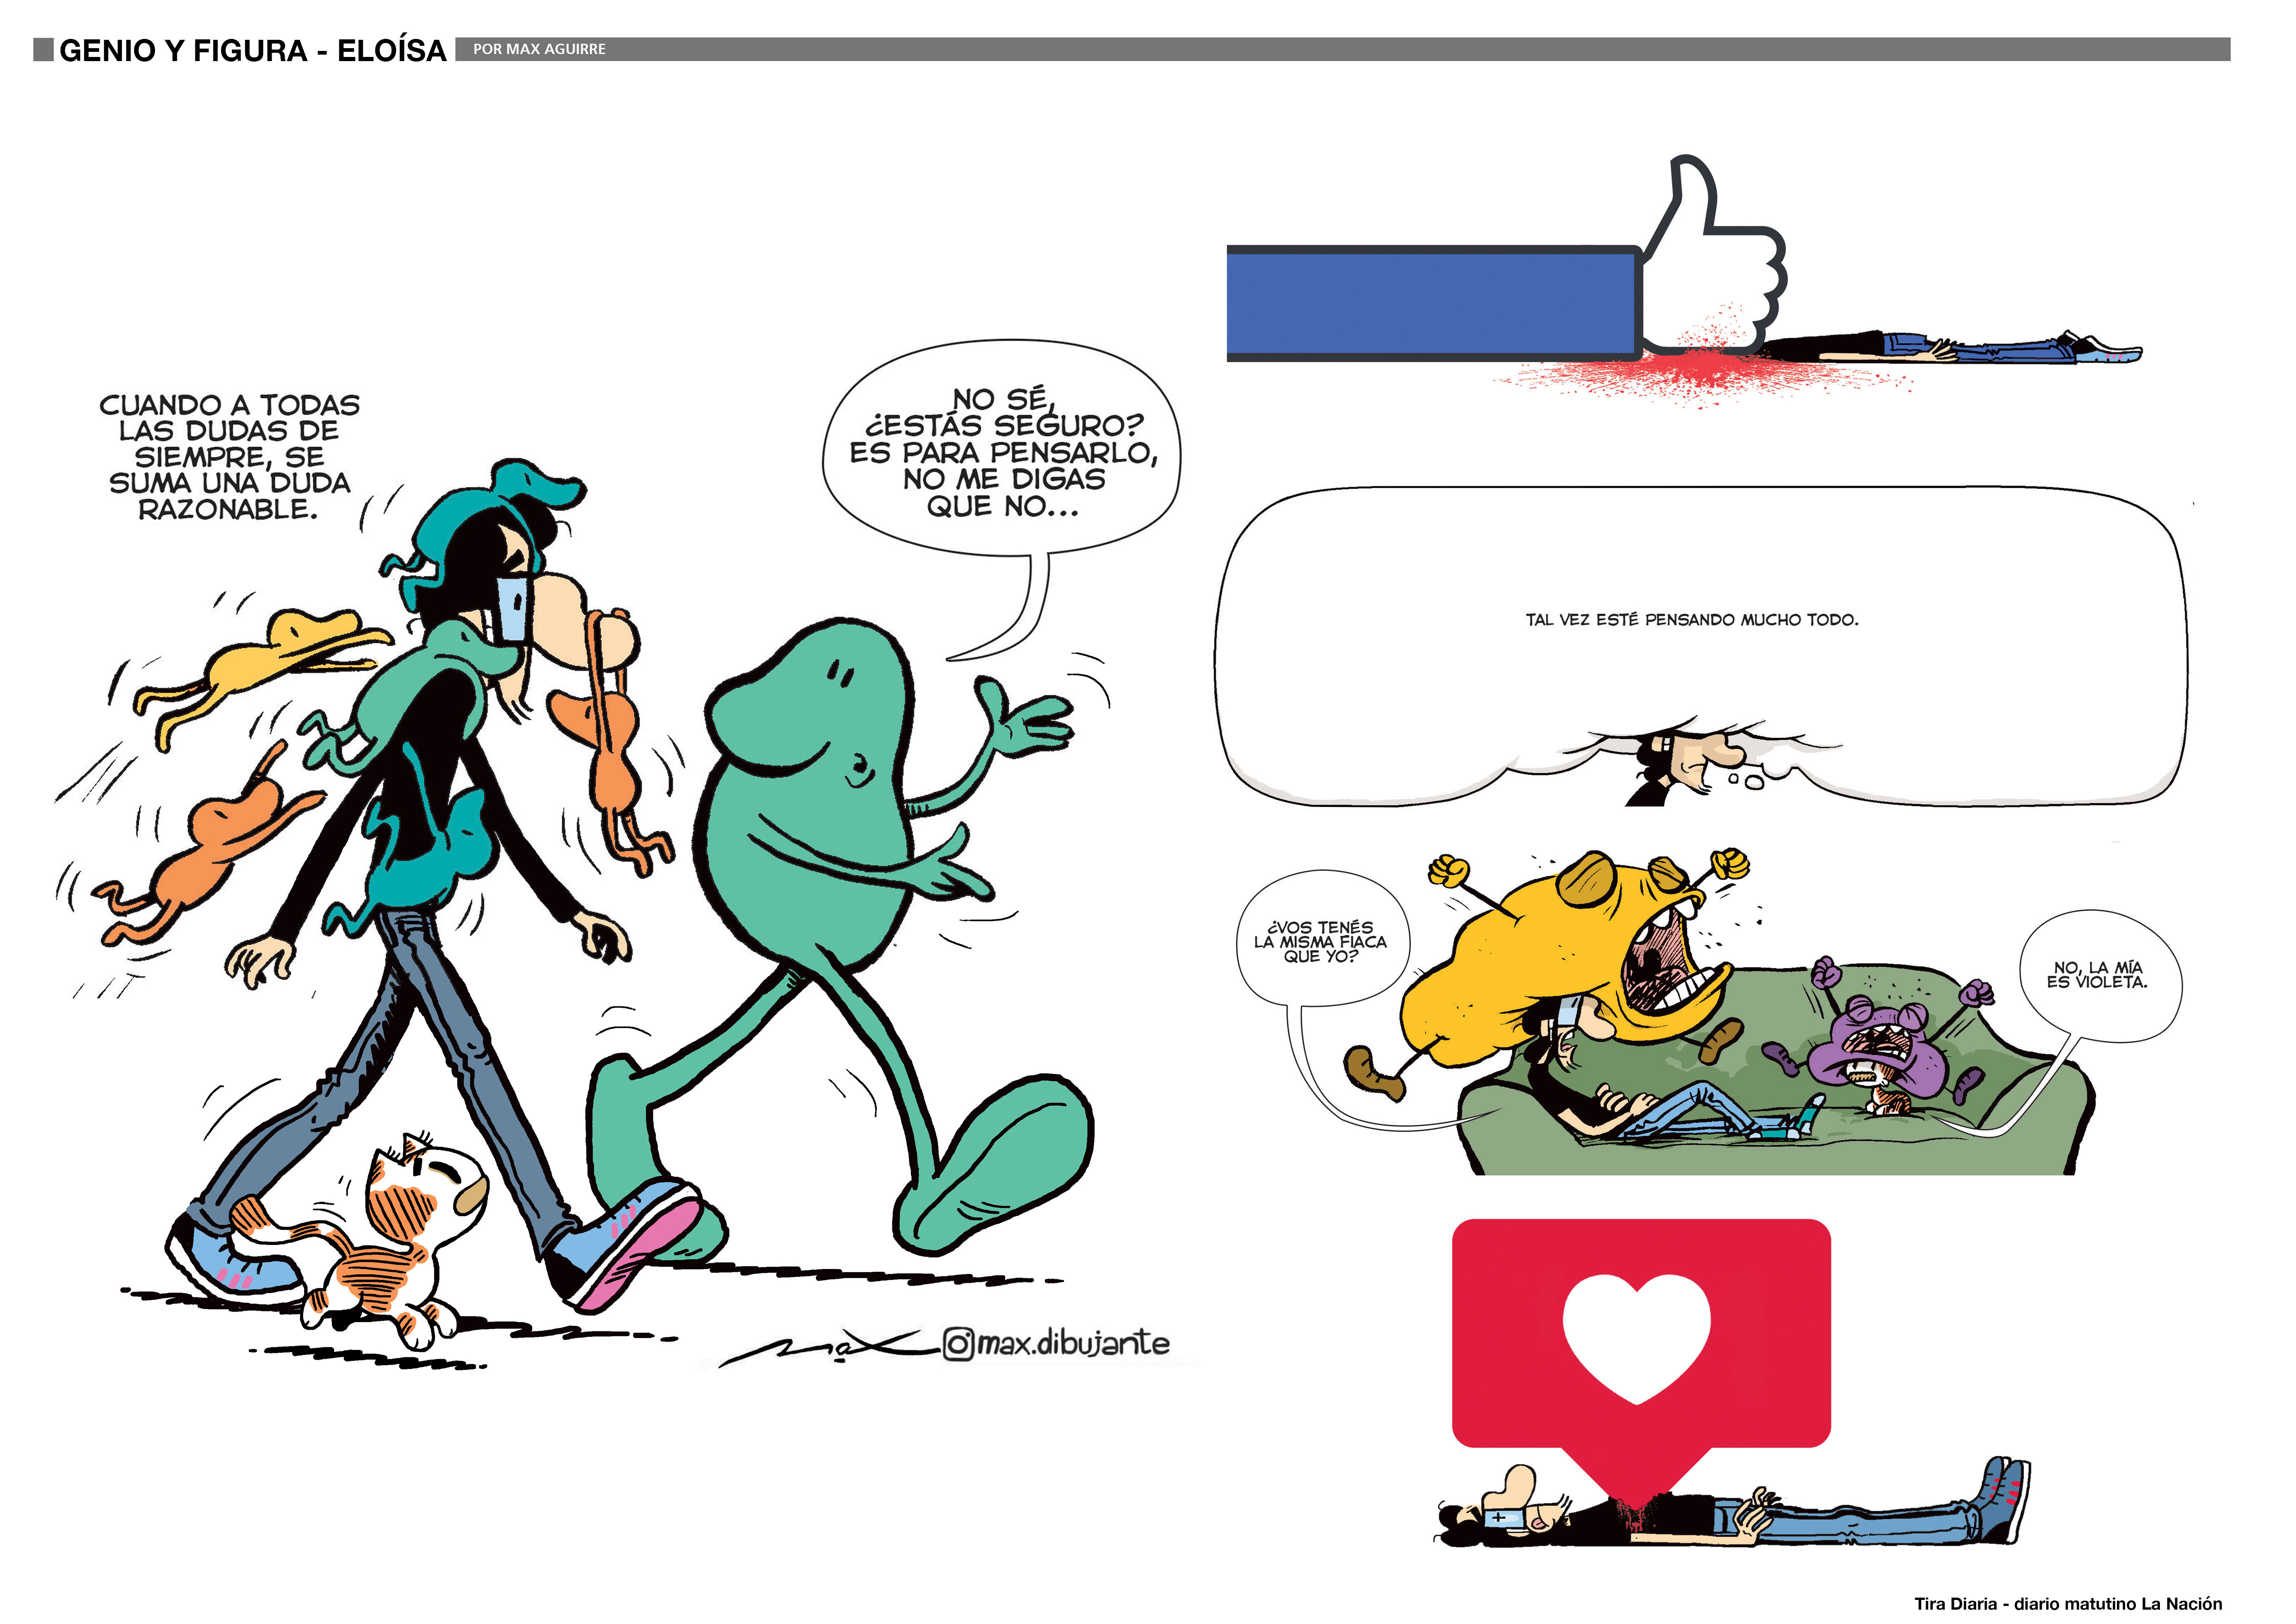 GENIO Y FIGURA - ELOÍSA
POR MAX AGUIRRE
CUANDO A TODAS
LAS DUDAS DE
SIEMPRE, SE
SUMA UNA DUDA
RAZONABLE.
NO SÉ,
¿ESTÁS SEGURO?
ES PARA PENSARLO,
NO ME DIGAS
QUE NO...
MAX
max.dibujante
TAL VEZ ESTÉ PENSANDO MUCHO TODO.
¿VOS TENÉS
LA MISMA FIACA
QUE YO?
NO, LA MÍA
ES VIOLETA.
Tira Diaria - diario matutino La Nación